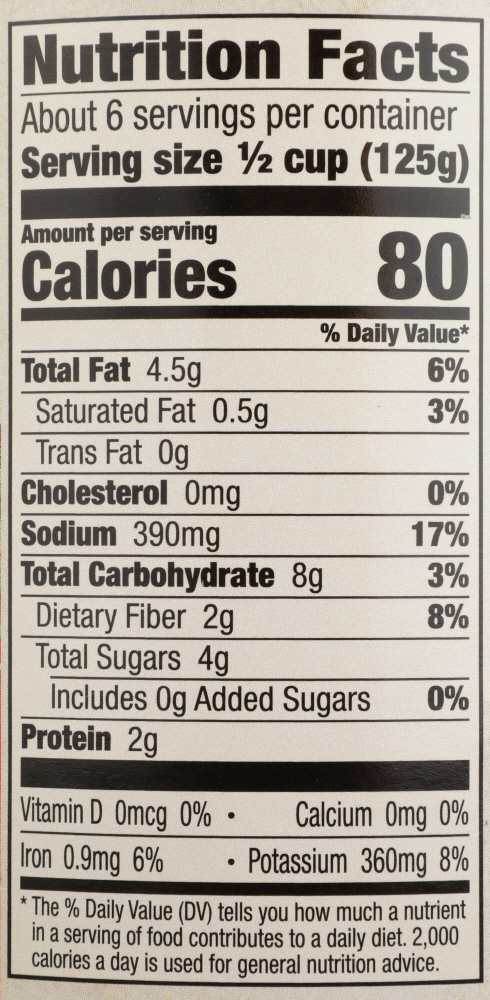 Nutrition Facts
About 6 servings per container
Serving size ½ cup (125g)
Amount per serving
Calories 80
% Daily Value*
Total Fat 4.5g 6%
Saturated Fat 0.5g 3%
Trans Fat 0g
Cholesterol 0mg 0%
Sodium 390mg 17%
Total Carbohydrate 8g 3%
Dietary Fiber 2g 8%
Total Sugars 4g
Includes 0g Added Sugars 0%
Protein 2g
Vitamin D 0mcg 0% • Calcium 0mg 0%
Iron 0.9mg 6% • Potassium 360mg 8%
* The % Daily Value (DV) tells you how much a nutrient
in a serving of food contributes to a daily diet. 2,000
calories a day is used for general nutrition advice.